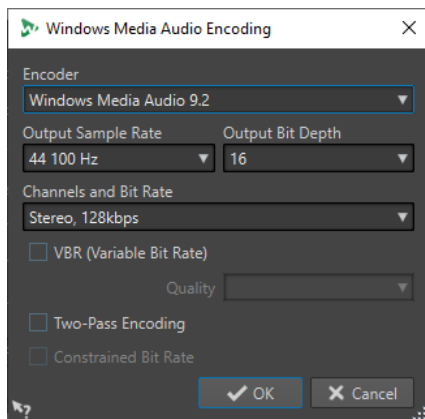 Windows Media Audio Encoding
Encoder
Windows Media Audio 9.2
Output Sample Rate Output Bit Depth
44 100 Hz 16
Channels and Bit Rate
Stereo, 128kbps
VBR (Variable Bit Rate)
Quality
Two-Pass Encoding
Constrained Bit Rate
OK Cancel
?